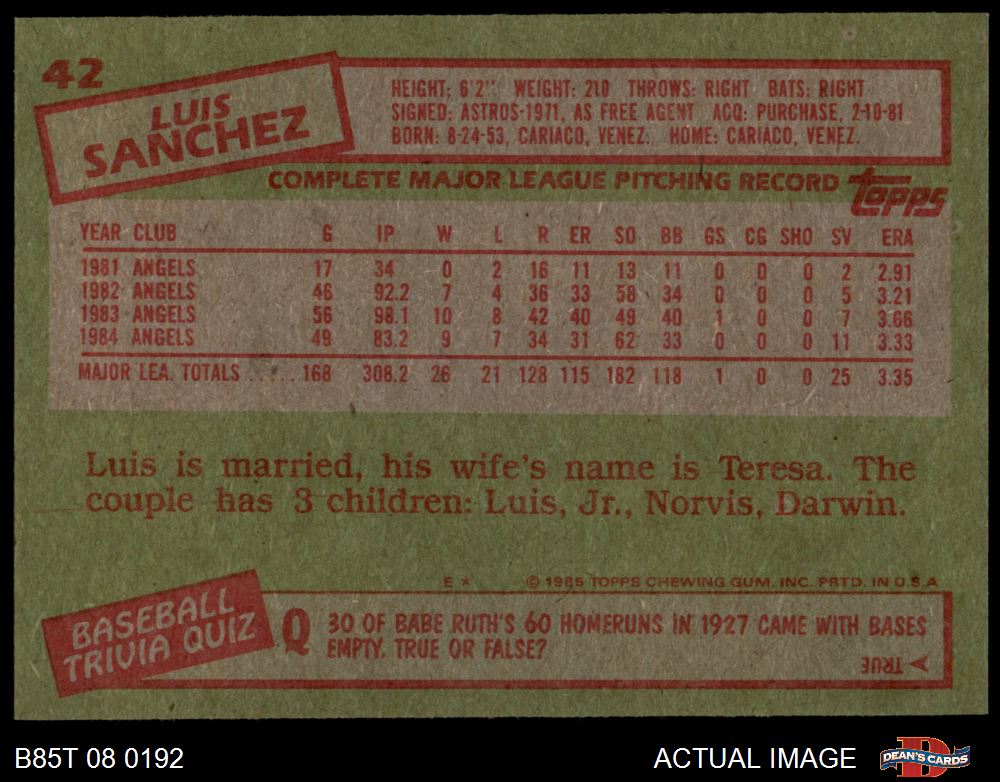 42
LUIS
SANCHEZ
HEIGHT: 6'2" WEIGHT: 210 THROWS: RIGHT BATS: RIGHT
SIGNED: ASTROS-1971, AS FREE AGENT ACQ: PURCHASE, 2-10-81
BORN: 8-24-53, CARIACO, VENEZ. HOME: CARIACO, VENEZ.
COMPLETE MAJOR LEAGUE PITCHING RECORD topps
YEAR CLUB G IP W L R ER SO BB GS CG SHO SV ERA
1981 ANGELS 17 34 0 2 16 11 13 11 0 0 0 2 2.91
1982 ANGELS 46 92.2 7 4 36 33 58 34 0 0 0 5 3.21
1983 ANGELS 56 98.1 10 8 42 40 49 40 1 0 0 7 3.66
1984 ANGELS 49 83.2 9 7 34 31 62 33 0 0 0 11 3.33
MAJOR LEA. TOTALS ..... 168 308.2 26 21 128 115 182 118 1 0 0 25 3.35
Luis is married, his wife's name is Teresa. The
couple has 3 children: Luis, Jr., Norvis, Darwin.
E * © 1985 TOPPS CHEWING GUM, INC. PRTD. IN U.S.A
BASEBALL
TRIVIA QUIZ
Q 30 OF BABE RUTH'S 60 HOMERUNS IN 1927 CAME WITH BASES
EMPTY. TRUE OR FALSE?
TRUE
B85T 08 0192 ACTUAL IMAGE D DEAN'S CARDS